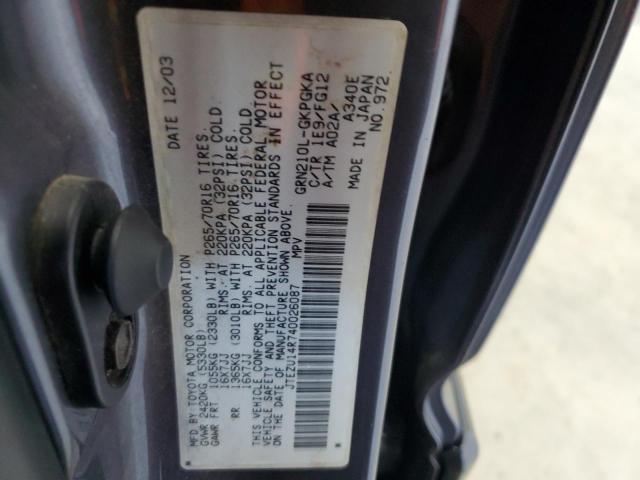 MFD. BY TOYOTA MOTOR CORPORATION DATE 12/03
GVWR 2420KG (5330LB)
GAWR FRT 1055KG (2330LB) WITH P265/70R16 TIRES.
16X7JJ RIMS. AT 220KPA (32PSI) COLD.
RR 1365KG (3010LB) WITH P265/70R16 TIRES.
16X7JJ RIMS. AT 220KPA (32PSI) COLD.
THIS VEHICLE CONFORMS TO ALL APPLICABLE FEDERAL MOTOR
VEHICLE SAFETY AND THEFT PREVENTION STANDARDS IN EFFECT
ON THE DATE OF MANUFACTURE SHOWN ABOVE.
JTEZU14R740026087 MPV
GRN210L-GKPGKA
C/TR 1E9/FG12
A/TM A02A/
A340E
MADE IN JAPAN
NO.972